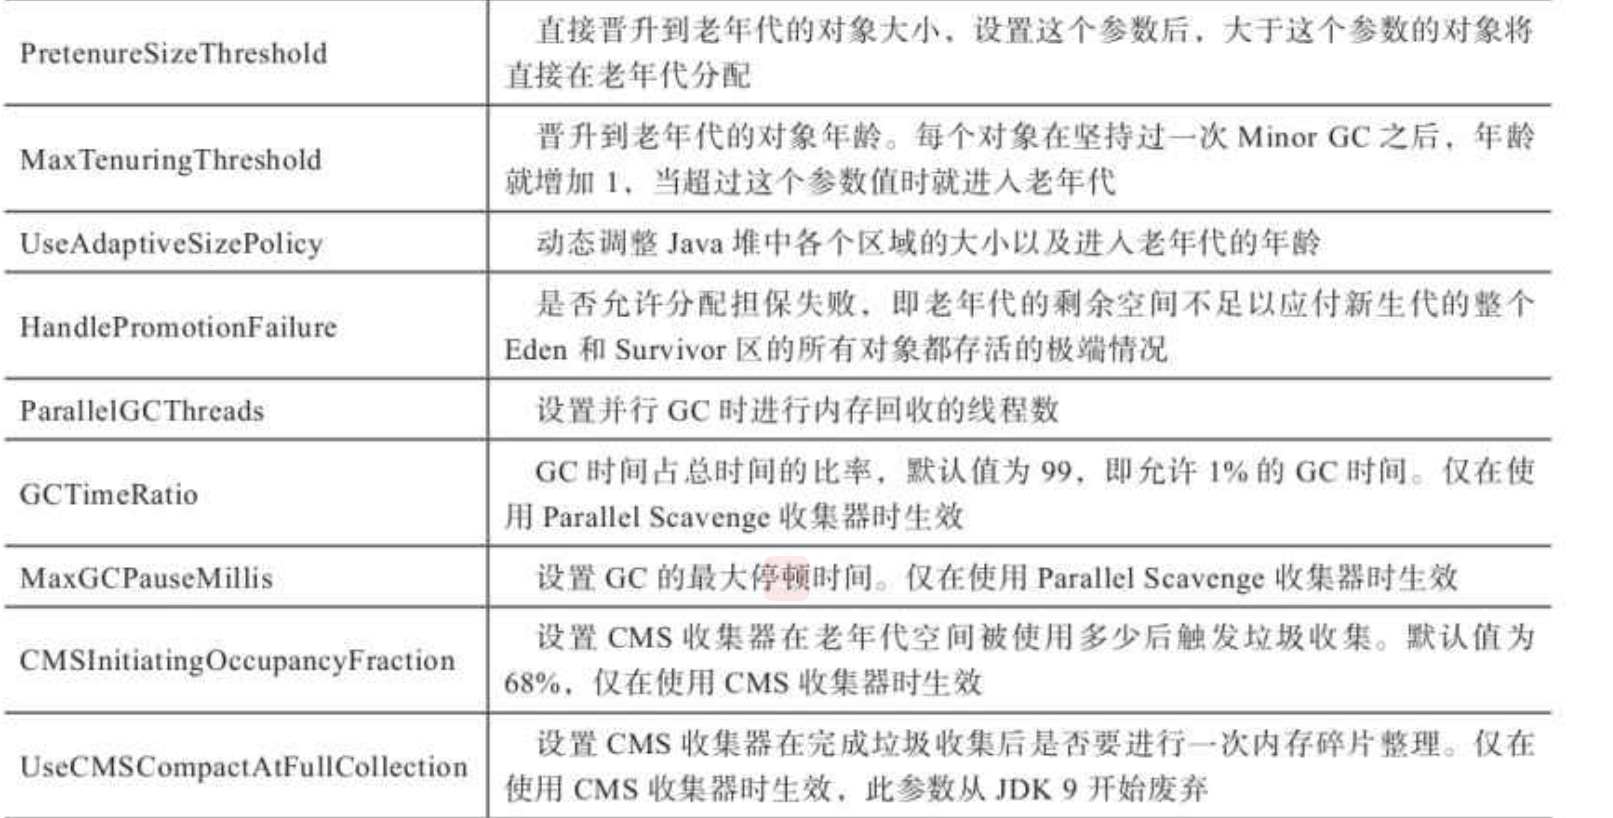 PretenureSizeThreshold
直接晋升到老年代的对象大小，设置这个参数后，大于这个参数的对象将
直接在老年代分配
MaxTenuringThreshold
晋升到老年代的对象年龄。每个对象在坚持过一次 Minor GC 之后，年龄
就增加 1，当超过这个参数值时就进入老年代
UseAdaptiveSizePolicy
动态调整 Java 堆中各个区域的大小以及进入老年代的年龄
HandlePromotionFailure
是否允许分配担保失败，即老年代的剩余空间不足以应付新生代的整个
Eden 和 Survivor 区的所有对象都存活的极端情况
ParallelGCThreads
设置并行 GC 时进行内存回收的线程数
GCTimeRatio
GC 时间占总时间的比率，默认值为 99，即允许 1% 的 GC 时间。仅在使
用 Parallel Scavenge 收集器时生效
MaxGCPauseMillis
设置 GC 的最大停顿时间。仅在使用 Parallel Scavenge 收集器时生效
CMSInitiatingOccupancyFraction
设置 CMS 收集器在老年代空间被使用多少后触发垃圾收集。默认值为
68%，仅在使用 CMS 收集器时生效
UseCMSCompactAtFullCollection
设置 CMS 收集器在完成垃圾收集后是否要进行一次内存碎片整理。仅在
使用 CMS 收集器时生效，此参数从 JDK 9 开始废弃